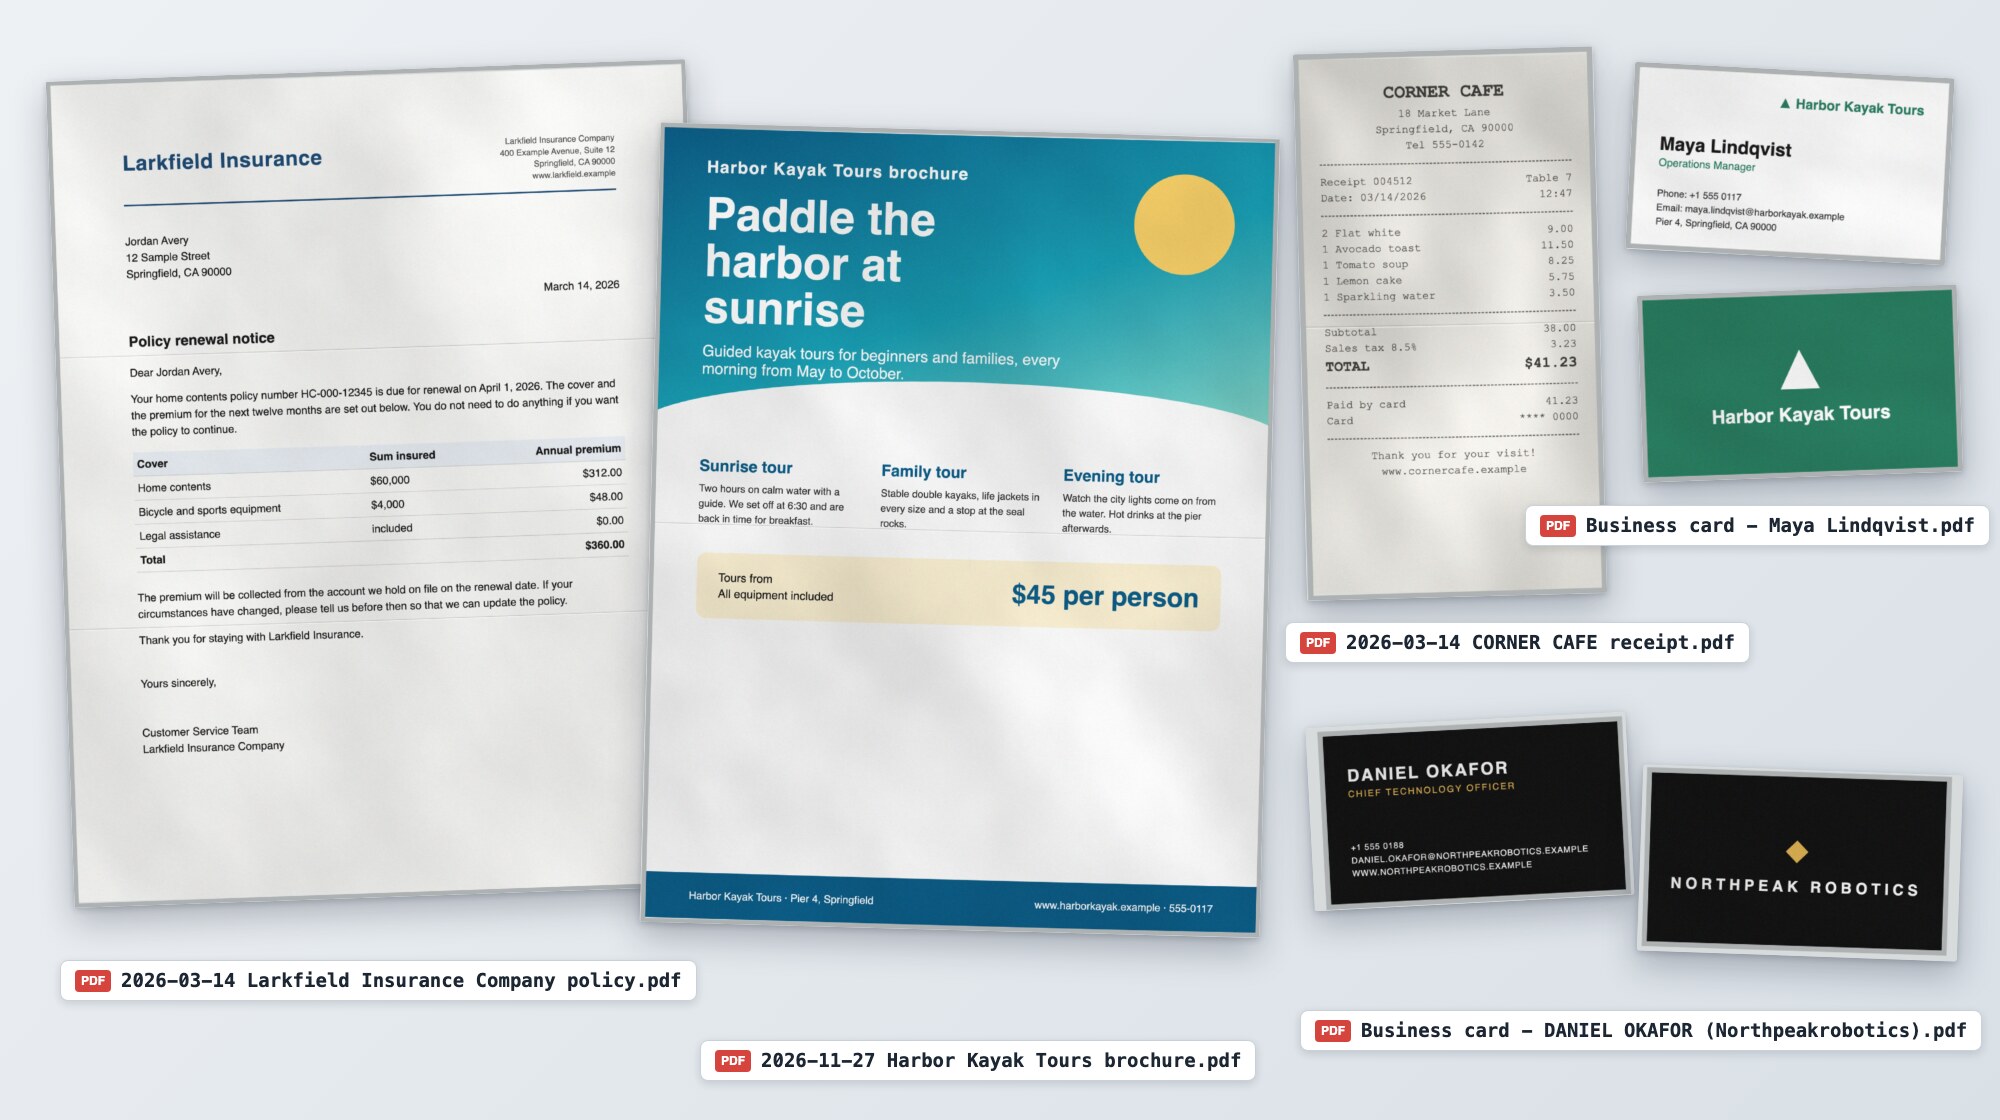 Larkfield Insurance
Larkfield Insurance Company
400 Example Avenue, Suite 12
Springfield, CA 90000
www.larkfield.example
Jordan Avery
12 Sample Street
Springfield, CA 90000
March 14, 2026
Policy renewal notice
Dear Jordan Avery,
Your home contents policy number HC-000-12345 is due for renewal on April 1, 2026. The cover and
the premium for the next twelve months are set out below. You do not need to do anything if you want
the policy to continue.
Cover Sum insured Annual premium
Home contents $60,000 $312.00
Bicycle and sports equipment $4,000 $48.00
Legal assistance included $0.00
Total $360.00
The premium will be collected from the account we hold on file on the renewal date. If your
circumstances have changed, please tell us before then so that we can update the policy.
Thank you for staying with Larkfield Insurance.
Yours sincerely,
Customer Service Team
Larkfield Insurance Company
PDF 2026-03-14 Larkfield Insurance Company policy.pdf
Harbor Kayak Tours brochure
Paddle the
harbor at
sunrise
Guided kayak tours for beginners and families, every
morning from May to October.
Sunrise tour
Two hours on calm water with a
guide. We set off at 6:30 and are
back in time for breakfast.
Family tour
Stable double kayaks, life jackets in
every size and a stop at the seal
rocks.
Evening tour
Watch the city lights come on from
the water. Hot drinks at the pier
afterwards.
Tours from
All equipment included
$45 per person
Harbor Kayak Tours · Pier 4, Springfield
www.harborkayak.example · 555-0117
PDF 2026-11-27 Harbor Kayak Tours brochure.pdf
CORNER CAFE
18 Market Lane
Springfield, CA 90000
Tel 555-0142
Receipt 004512 Table 7
Date: 03/14/2026 12:47
2 Flat white 9.00
1 Avocado toast 11.50
1 Tomato soup 8.25
1 Lemon cake 5.75
1 Sparkling water 3.50
Subtotal 38.00
Sales tax 8.5% 3.23
TOTAL $41.23
Paid by card 41.23
Card **** 0000
Thank you for your visit!
www.cornercafe.example
PDF 2026-03-14 CORNER CAFE receipt.pdf
Harbor Kayak Tours
Maya Lindqvist
Operations Manager
Phone: +1 555 0117
Email: maya.lindqvist@harborkayak.example
Pier 4, Springfield, CA 90000
Harbor Kayak Tours
PDF Business card – Maya Lindqvist.pdf
DANIEL OKAFOR
CHIEF TECHNOLOGY OFFICER
+1 555 0188
DANIEL.OKAFOR@NORTHPEAKROBOTICS.EXAMPLE
WWW.NORTHPEAKROBOTICS.EXAMPLE
NORTHPEAK ROBOTICS
PDF Business card – DANIEL OKAFOR (Northpeakrobotics).pdf